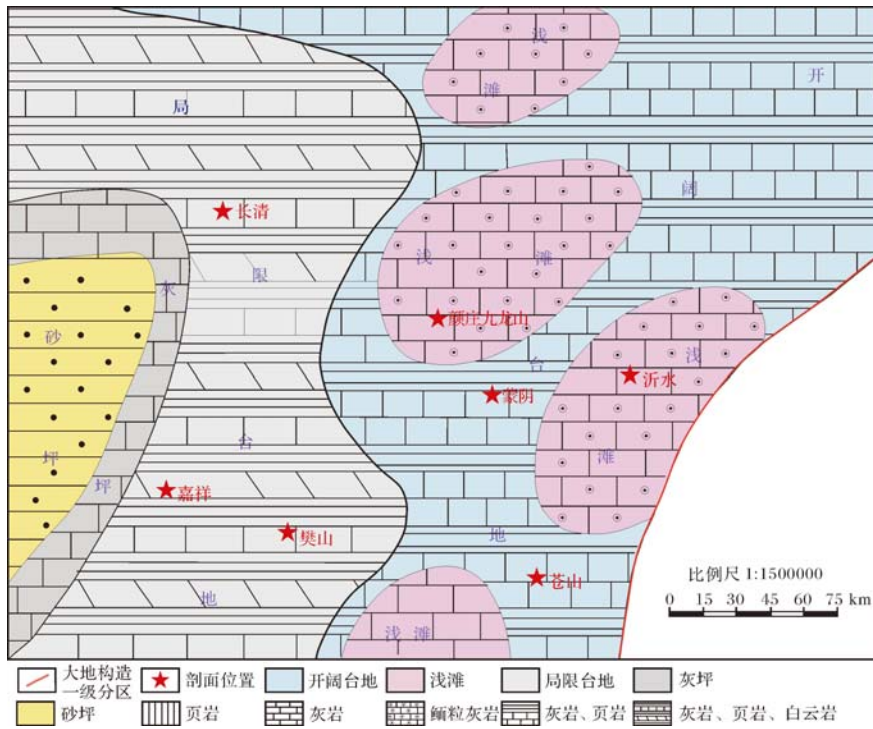 浅
滩
开
局
阔
长清
浅
滩
限
灰
颜庄九龙山
砂
浅
台
沂水
蒙阴
台
滩
坪
坪
嘉祥
樊山
地
苍山
地
浅 滩
比例尺 1:1500000
0 15 30 45 60 75 km
大地构造
一级分区
剖面位置
开阔台地
浅滩
局限台地
灰坪
砂坪
页岩
灰岩
鲕粒灰岩
灰岩、页岩
灰岩、页岩、白云岩